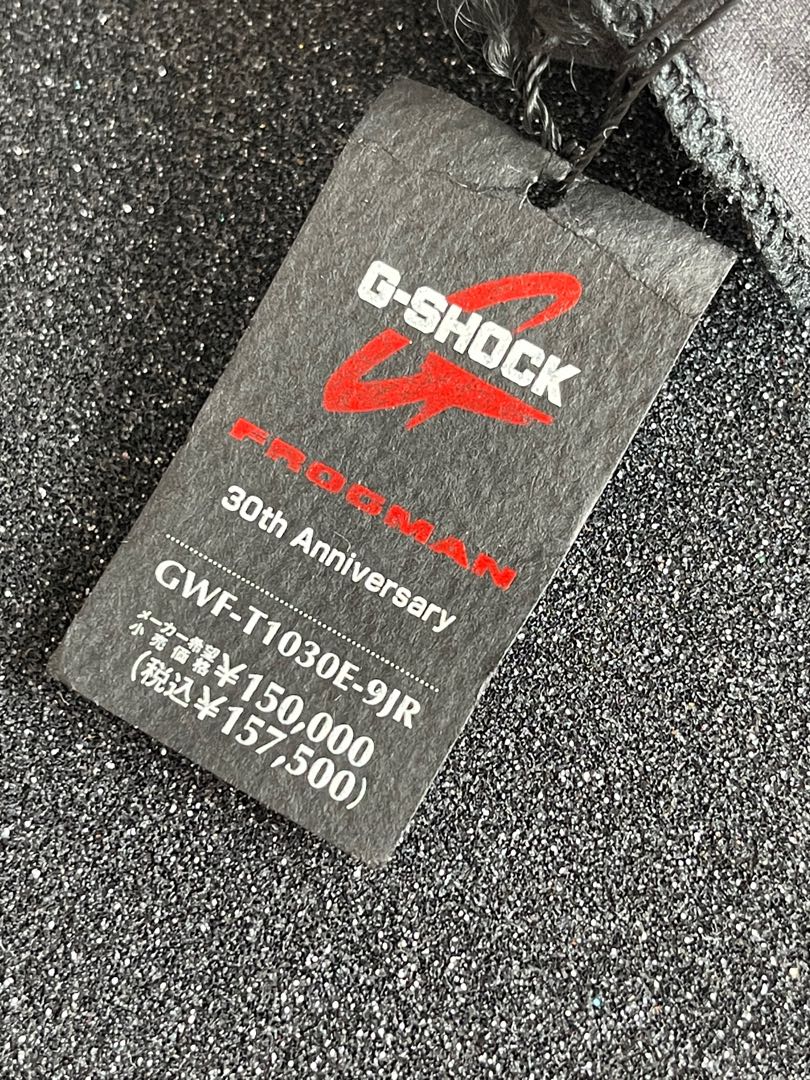 G-SHOCK
FROGMAN
30th Anniversary
GWF-T1030E-9JR
メーカー希望
小売価格 ¥150,000
(税込¥157,500)